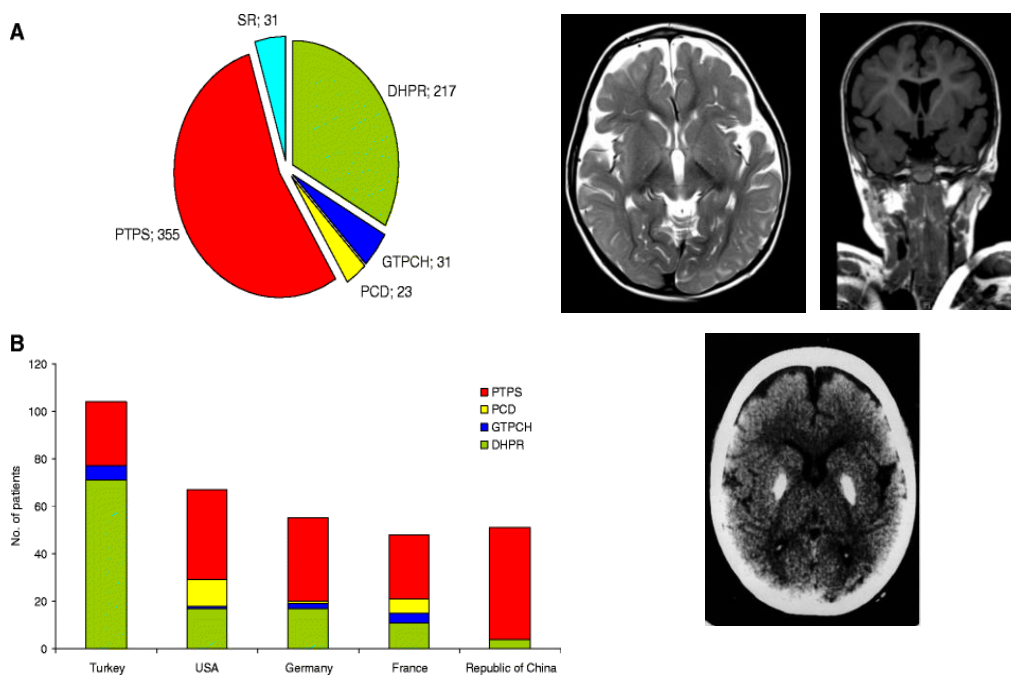 A
SR; 31
DHPR; 217
PTPS; 355
GTPCH; 31
PCD; 23
B
120
100
80
60
40
20
0
No. of patients
PTPS
PCD
GTPCH
DHPR
Turkey
USA
Germany
France
Republic of China